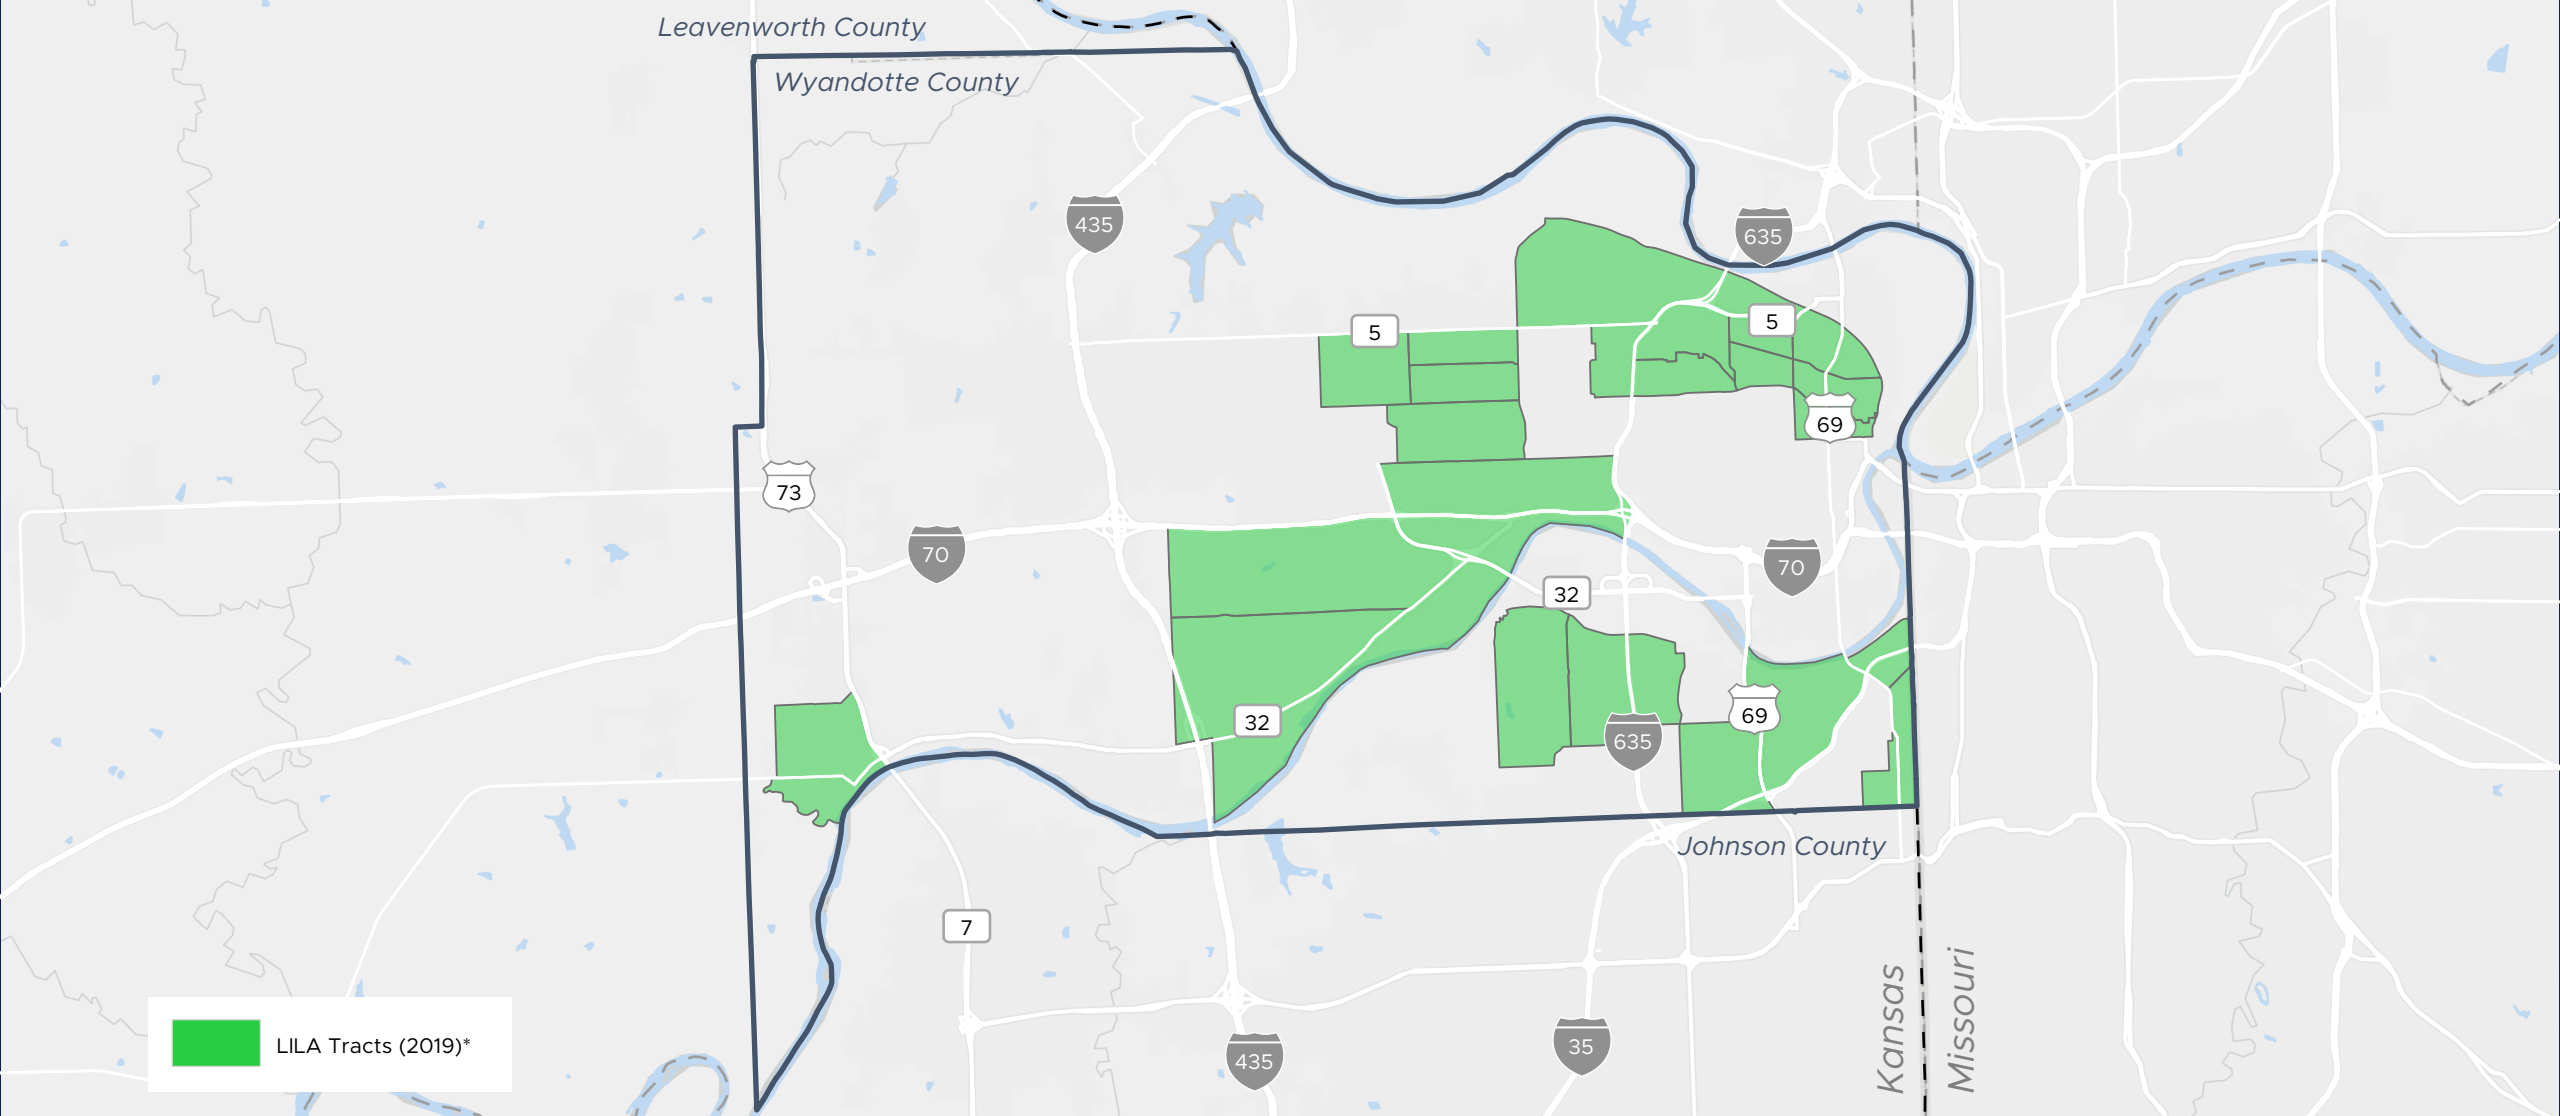 Leavenworth County
Wyandotte County
435
635
5
5
69
73
70
70
32
32
69
635
Johnson County
7
435
35
Kansas
Missouri
LILA Tracts (2019)*